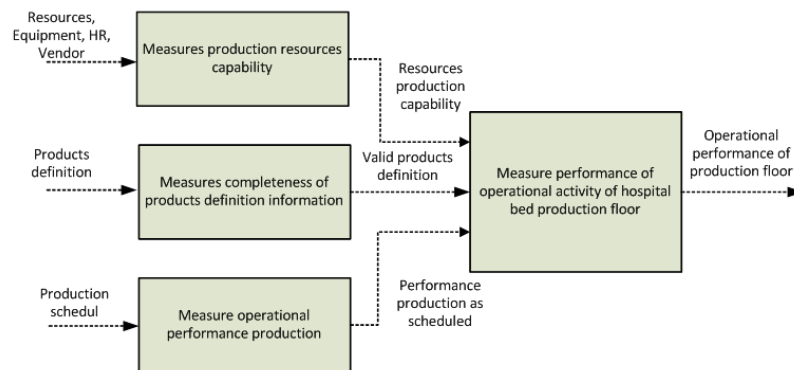 Resources,
Equipment, HR,
Vendor
Measures production resources
capability
Resources
production
capability
Products
definition
Measures completeness of
products definition information
Valid products
definition
Measure performance of
operational activity of hospital
bed production floor
Operational
performance of
production floor
Production
schedul
Measure operational
performance production
Performance
production as
scheduled